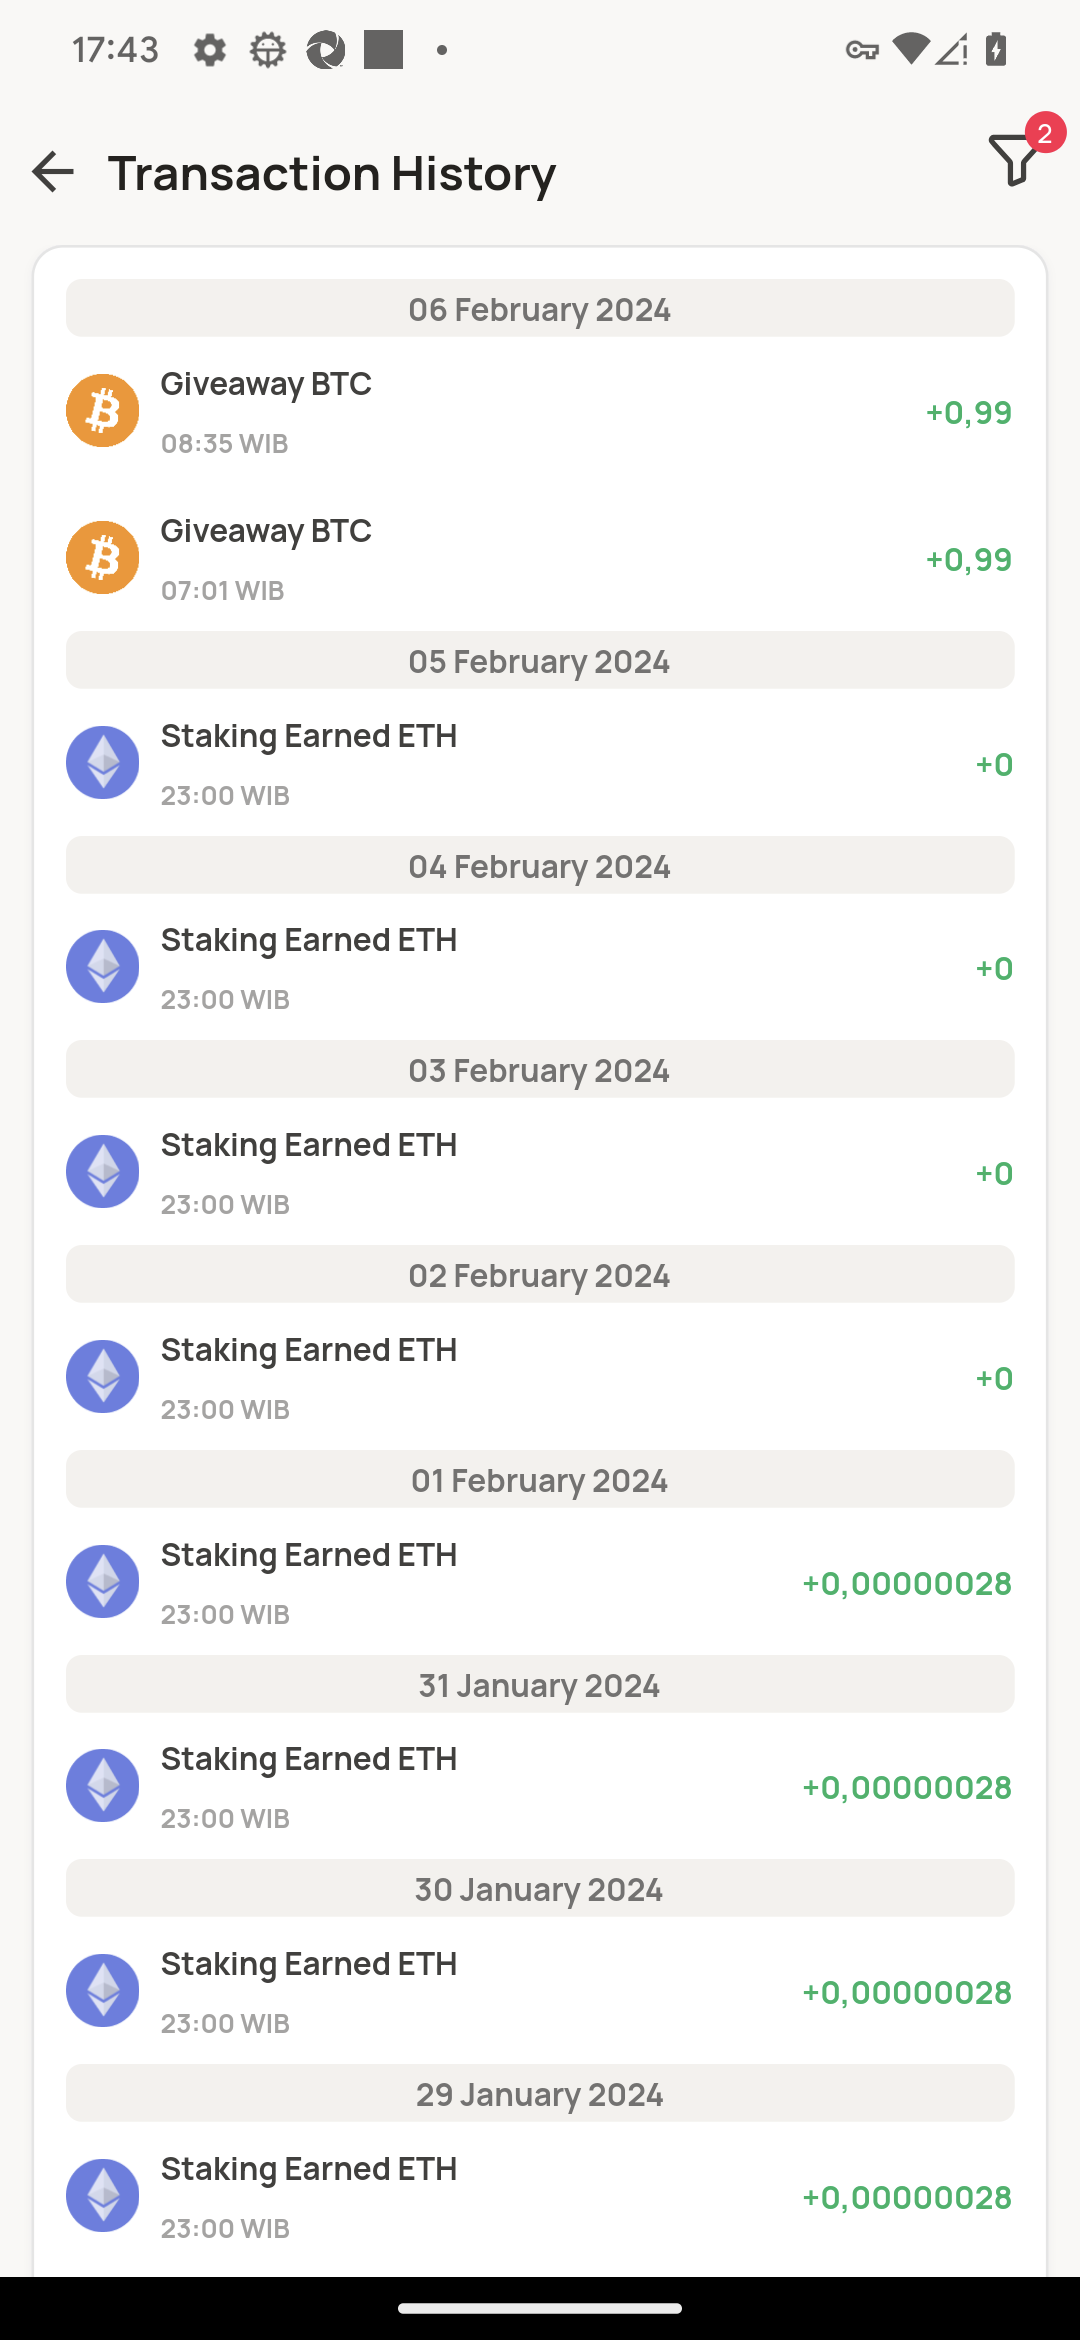 17:43
2
Transaction History
06 February 2024
Giveaway BTC
+0,99
08:35 WIB
Giveaway BTC
+0,99
07:01 WIB
05 February 2024
Staking Earned ETH
+0
23:00 WIB
04 February 2024
Staking Earned ETH
+0
23:00 WIB
03 February 2024
Staking Earned ETH
+0
23:00 WIB
02 February 2024
Staking Earned ETH
+0
23:00 WIB
01 February 2024
Staking Earned ETH
+0,00000028
23:00 WIB
31 January 2024
Staking Earned ETH
+0,00000028
23:00 WIB
30 January 2024
Staking Earned ETH
+0,00000028
23:00 WIB
29 January 2024
Staking Earned ETH
+0,00000028
23:00 WIB